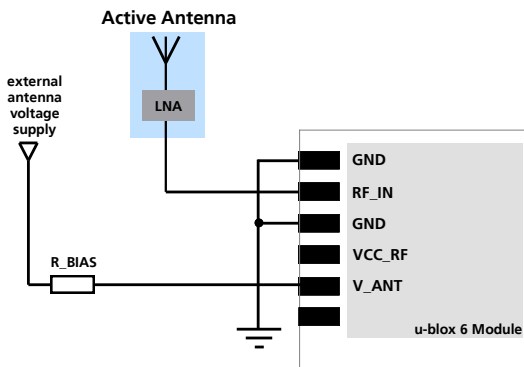 Active Antenna
external
antenna
voltage
supply
LNA
GND
RF_IN
GND
VCC_RF
R_BIAS
V_ANT
u-blox 6 Module